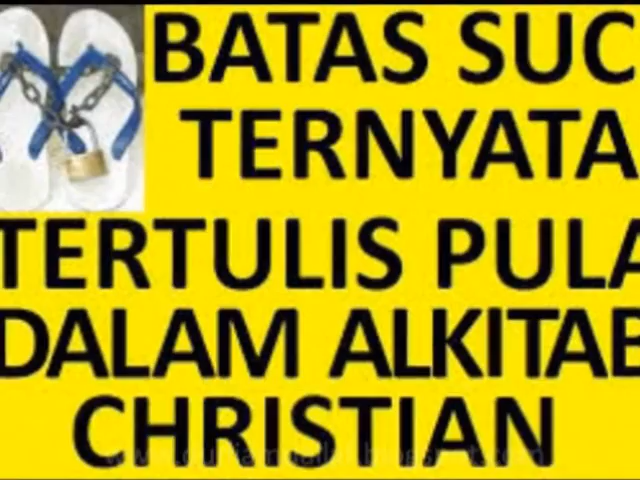 BATAS SUC
TERNYATA
TERTULIS PULA
DALAM ALKITAB
CHRISTIAN